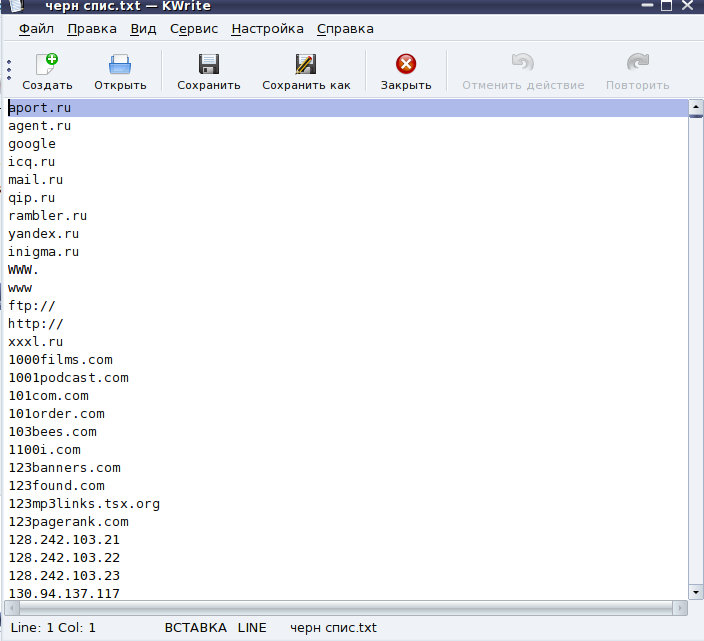 черн спис.txt — KWrite
Файл Правка Вид Сервис Настройка Справка
Создать Открыть Сохранить Сохранить как Закрыть Отменить действие Повторить
aport.ru
agent.ru
google
icq.ru
mail.ru
qip.ru
rambler.ru
yandex.ru
inigma.ru
WWW.
www
ftp://
http://
xxxl.ru
1000films.com
1001podcast.com
101com.com
101order.com
103bees.com
1100i.com
123banners.com
123found.com
123mp3links.tsx.org
123pagerank.com
128.242.103.21
128.242.103.22
128.242.103.23
130.94.137.117
Line: 1 Col: 1 ВСТАВКА LINE черн спис.txt